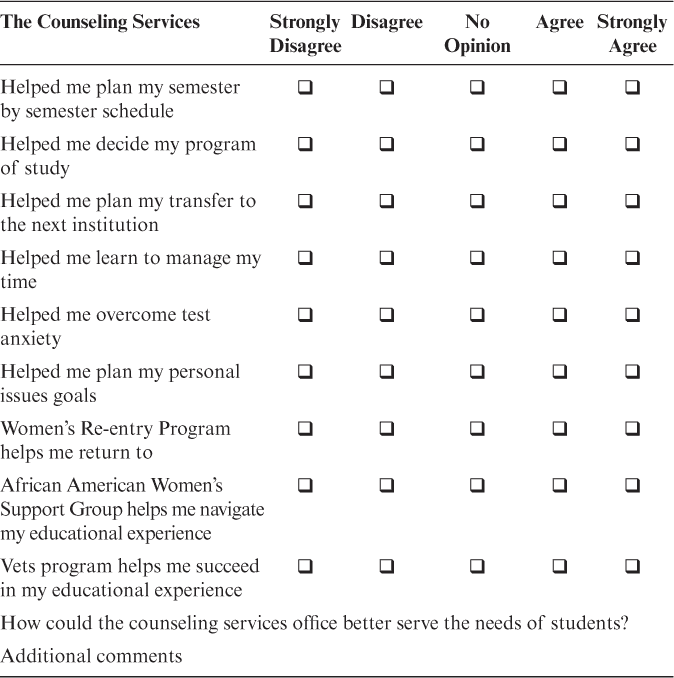 The Counseling Services Strongly Disagree No Agree Strongly
Disagree Opinion Agree
Helped me plan my semester ❑ ❑ ❑ ❑ ❑
by semester schedule
Helped me decide my program ❑ ❑ ❑ ❑ ❑
of study
Helped me plan my transfer to ❑ ❑ ❑ ❑ ❑
the next institution
Helped me learn to manage my ❑ ❑ ❑ ❑ ❑
time
Helped me overcome test ❑ ❑ ❑ ❑ ❑
anxiety
Helped me plan my personal ❑ ❑ ❑ ❑ ❑
issues goals
Women’s Re-entry Program ❑ ❑ ❑ ❑ ❑
helps me return to
African American Women’s ❑ ❑ ❑ ❑ ❑
Support Group helps me navigate
my educational experience
Vets program helps me succeed ❑ ❑ ❑ ❑ ❑
in my educational experience
How could the counseling services office better serve the needs of students?
Additional comments